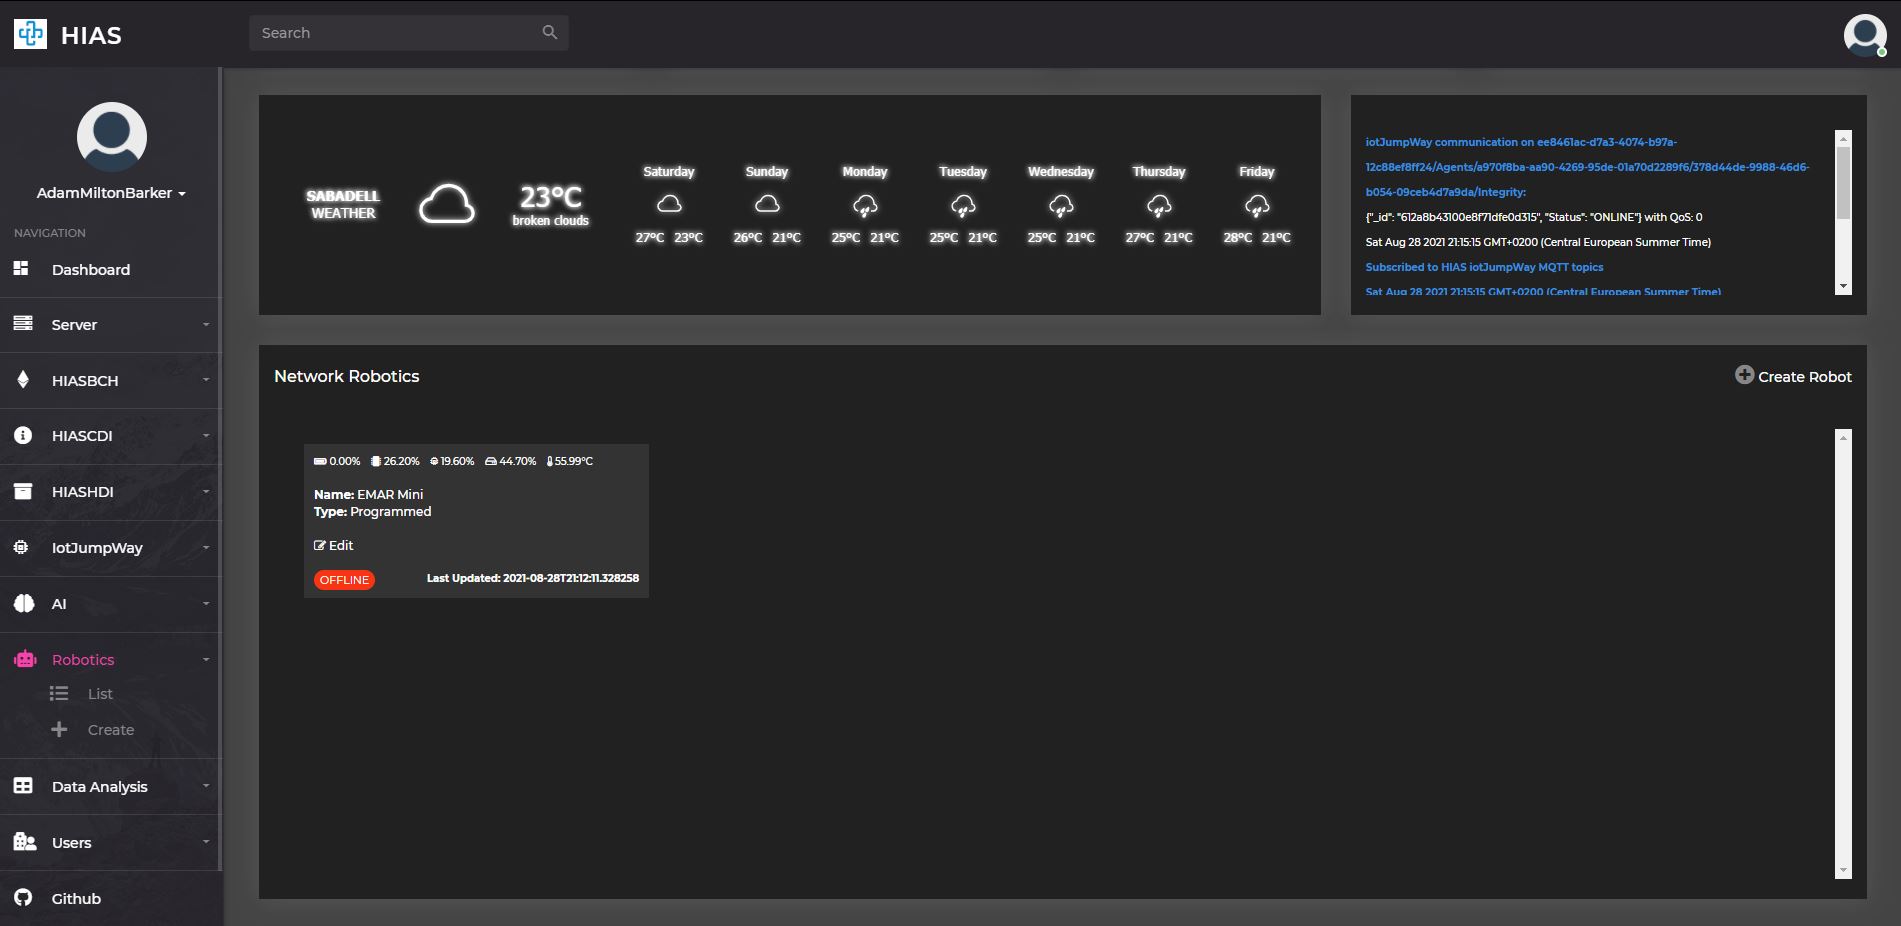 HIAS
Search
AdamMiltonBarker
NAVIGATION
Dashboard
Server
HIASBCH
HIASCDI
HIASHDI
IotJumpWay
AI
Robotics
List
Create
Data Analysis
Users
Github
SABADELL
WEATHER
23°C
broken clouds
Saturday
27°C 23°C
Sunday
26°C 21°C
Monday
25°C 21°C
Tuesday
25°C 21°C
Wednesday
25°C 21°C
Thursday
27°C 21°C
Friday
28°C 21°C
iotJumpWay communication on ee8461ac-d7a3-4074-b97a-
12c88ef8ff24/Agents/a970f8ba-aa90-4269-95de-01a70d2289f6/378d44de-9988-46d6-
b054-09ceb4d7a9da/Integrity:
{"_id": "612a8b43100e8f71dfe0d315", "Status": "ONLINE"} with QoS: 0
Sat Aug 28 2021 21:15:15 GMT+0200 (Central European Summer Time)
Subscribed to HIAS iotJumpWay MQTT topics
Sat Aug 28 2021 21:15:15 GMT+0200 (Central European Summer Time)
Network Robotics
Create Robot
0.00% 26.20% 19.60% 44.70% 55.99°C
Name: EMAR Mini
Type: Programmed
Edit
OFFLINE
Last Updated: 2021-08-28T21:12:11.328258